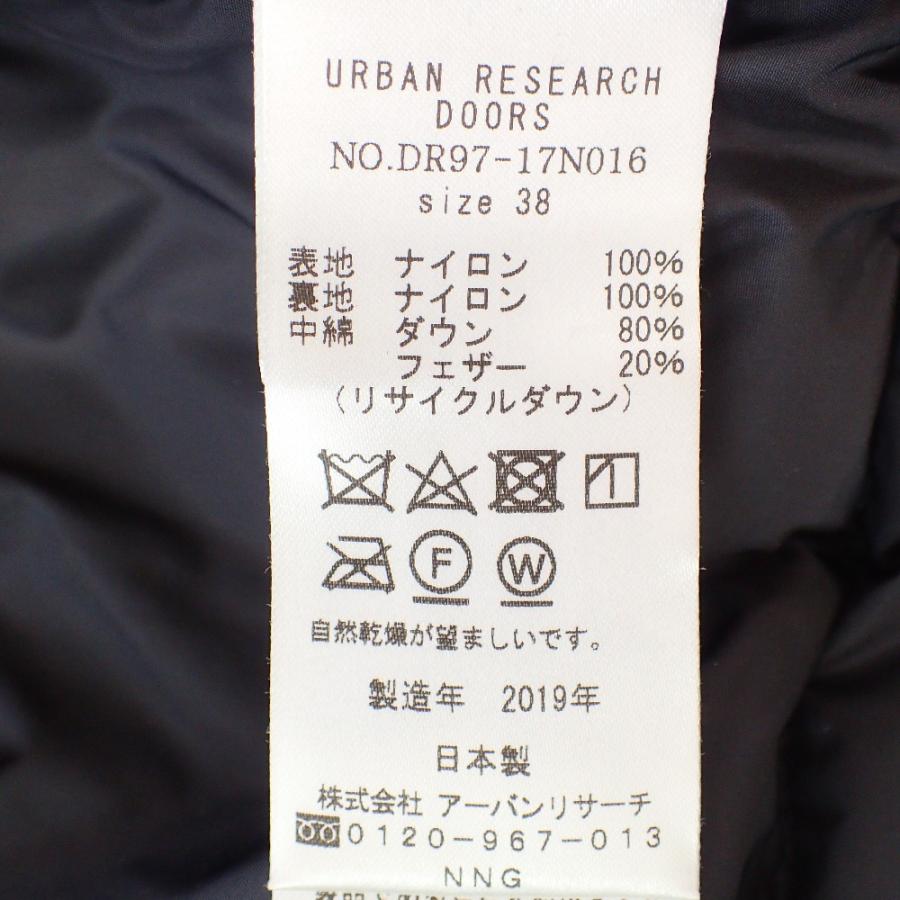 URBAN RESEARCH
DOORS
NO.DR97-17N016
size 38
表地 ナイロン 100%
裏地 ナイロン 100%
中綿 ダウン 80%
フェザー 20%
(リサイクルダウン)
F W
自然乾燥が望ましいです。
製造年 2019年
日本製
株式会社 アーバンリサーチ
0120-967-013
NNG